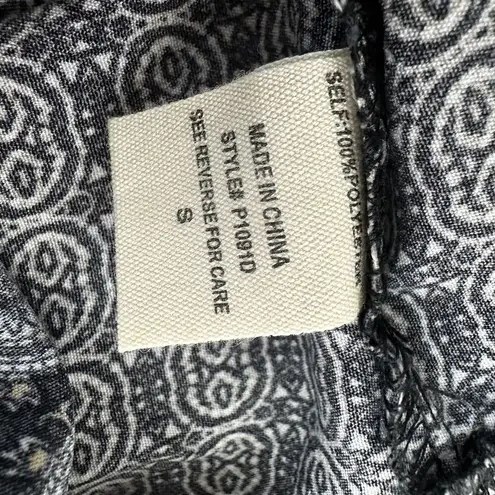 SELF:100%POLYESTER
MADE IN CHINA
STYLE# P1091D
SEE REVERSE FOR CARE
S